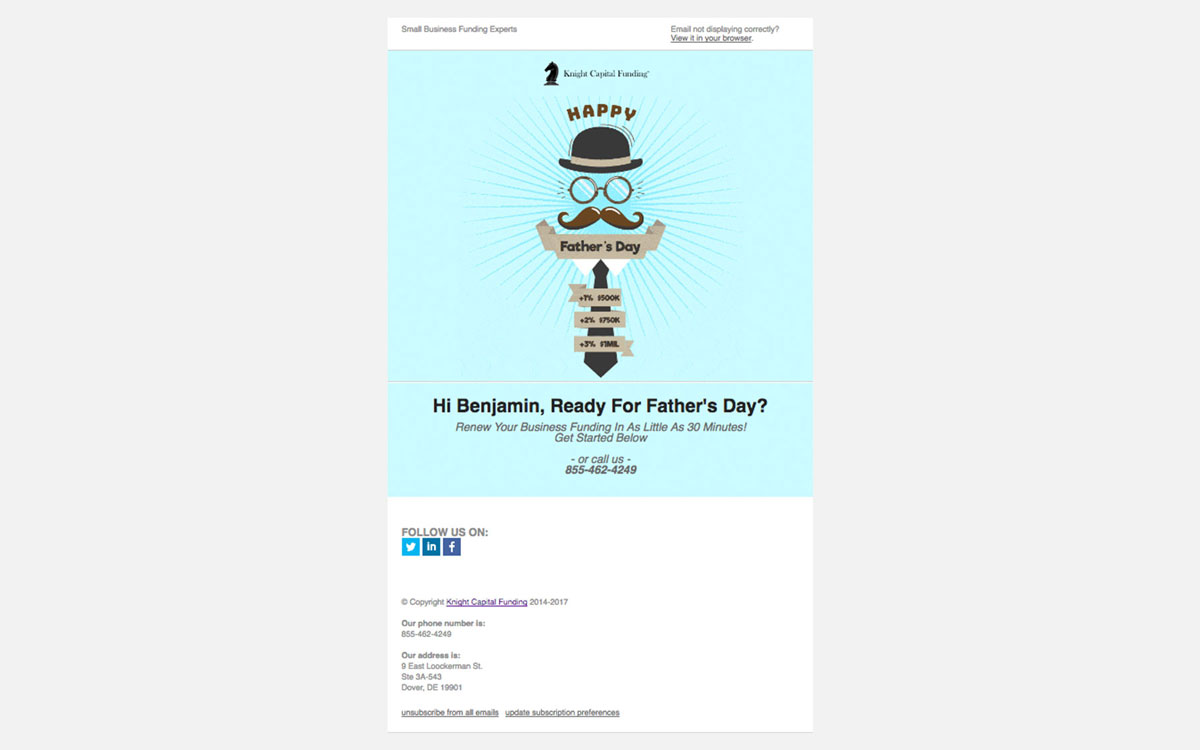 Small Business Funding Experts
Email not displaying correctly?
View it in your browser.
Knight Capital Funding
HAPPY
Father's Day
+1% $500K
+2% $750K
+3% $1MIL
Hi Benjamin, Ready For Father's Day?
Renew Your Business Funding In As Little As 30 Minutes!
Get Started Below
- or call us -
855-462-4249
FOLLOW US ON:
© Copyright Knight Capital Funding 2014-2017
Our phone number is:
855-462-4249
Our address is:
9 East Loockerman St.
Ste 3A-543
Dover, DE 19901
unsubscribe from all emails update subscription preferences